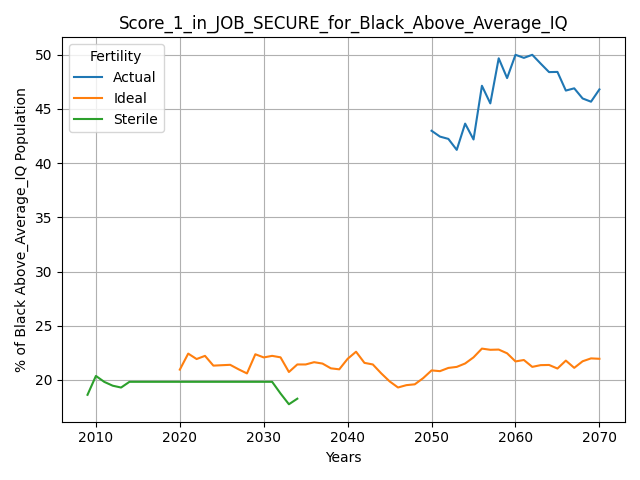 Score_1_in_JOB_SECURE_for_Black_Above_Average_IQ
Fertility
Actual
Ideal
Sterile
% of Black Above_Average_IQ Population
50
45
40
35
30
25
20
2010 2020 2030 2040 2050 2060 2070
Years